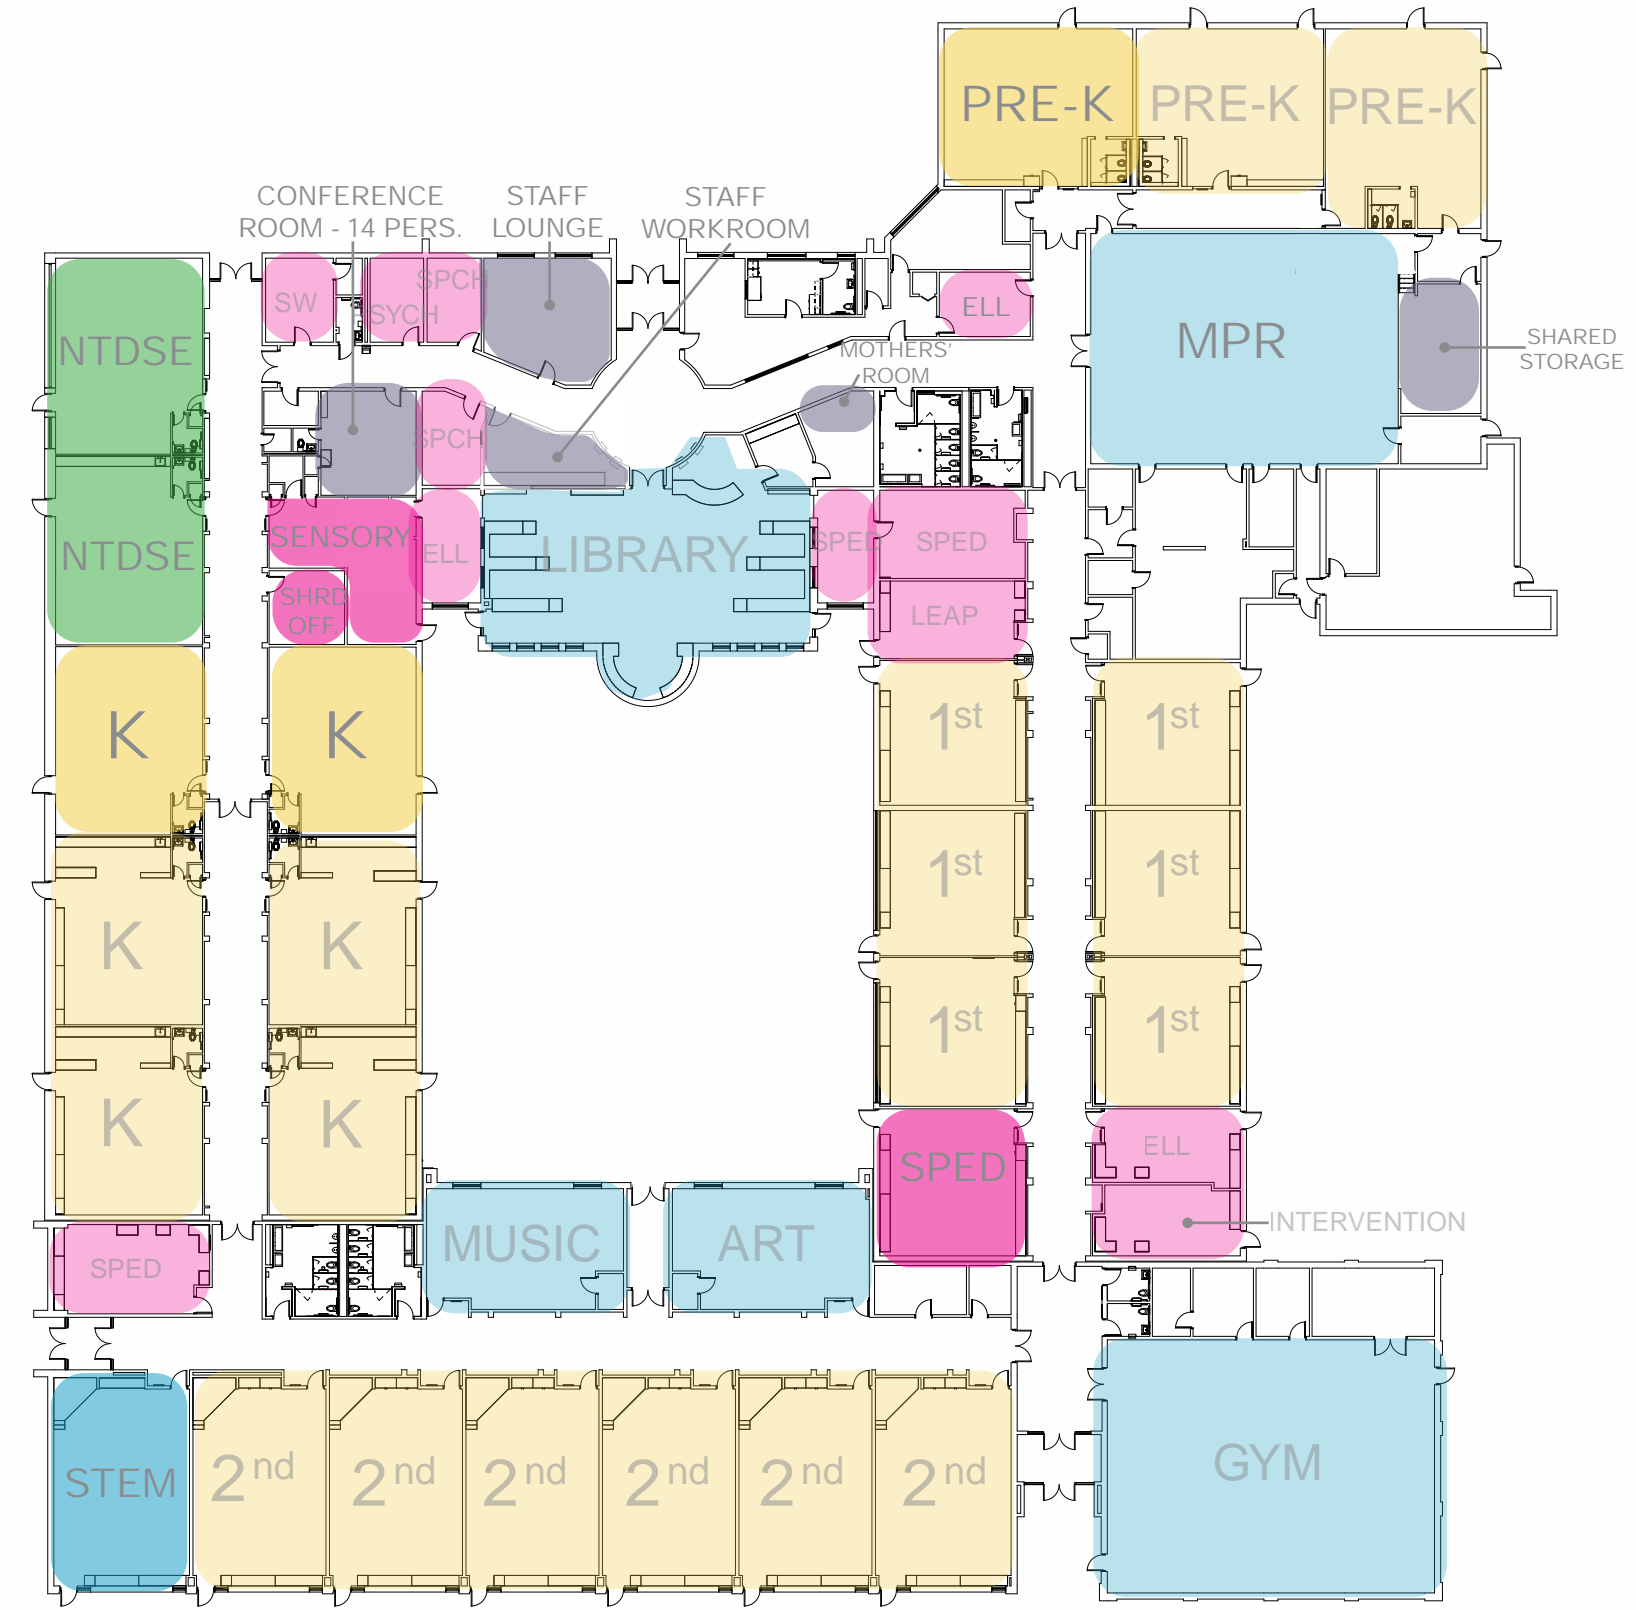 PRE-K PRE-K PRE-K
CONFERENCE
ROOM - 14 PERS.
STAFF
LOUNGE
STAFF
WORKROOM
SW
PSYCH
SPCH
ELL
NTDSE
MPR
SHARED
STORAGE
MOTHERS'
ROOM
SPCH
NTDSE
SENSORY
ELL
LIBRARY
SPED
SPED
SHRD
OFF.
LEAP
K K
1st 1st
1st 1st
K K
1st 1st
K K
SPED
ELL
INTERVENTION
MUSIC
ART
SPED
STEM
2nd 2nd 2nd 2nd 2nd 2nd
GYM